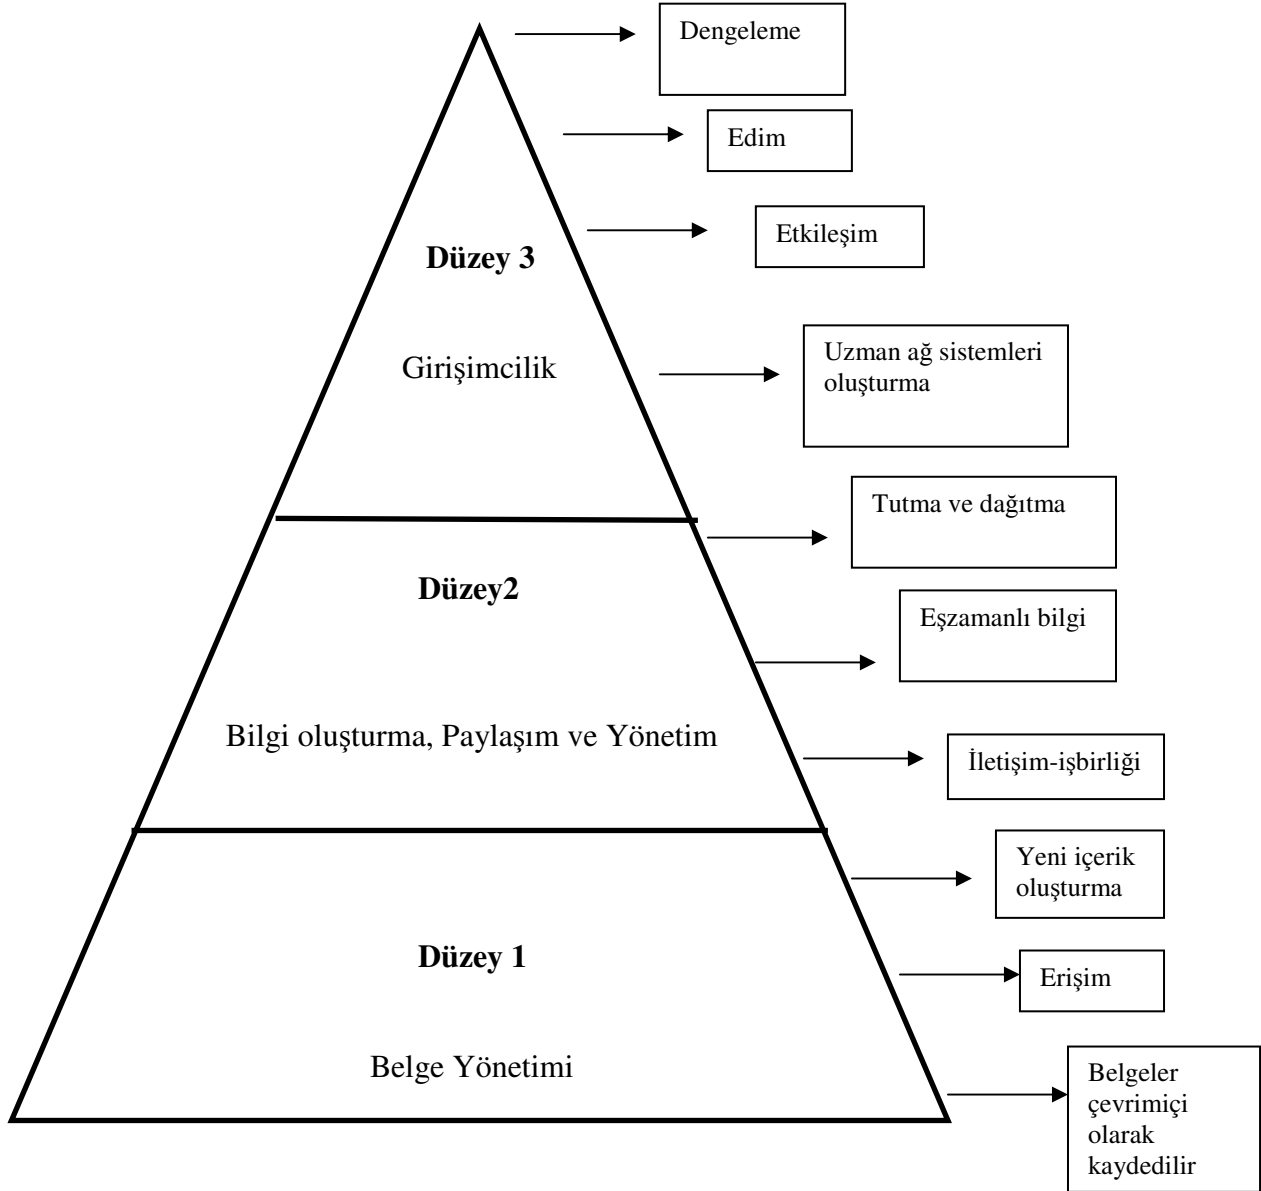 Dengeleme
Edim
Etkileşim
Düzey 3
Girişimcilik
Uzman ağ sistemleri
oluşturma
Tutma ve dağıtma
Düzey2
Eşzamanlı bilgi
Bilgi oluşturma, Paylaşım ve Yönetim
İletişim-işbirliği
Yeni içerik
oluşturma
Düzey 1
Erişim
Belge Yönetimi
Belgeler
çevrimiçi
olarak
kaydedilir